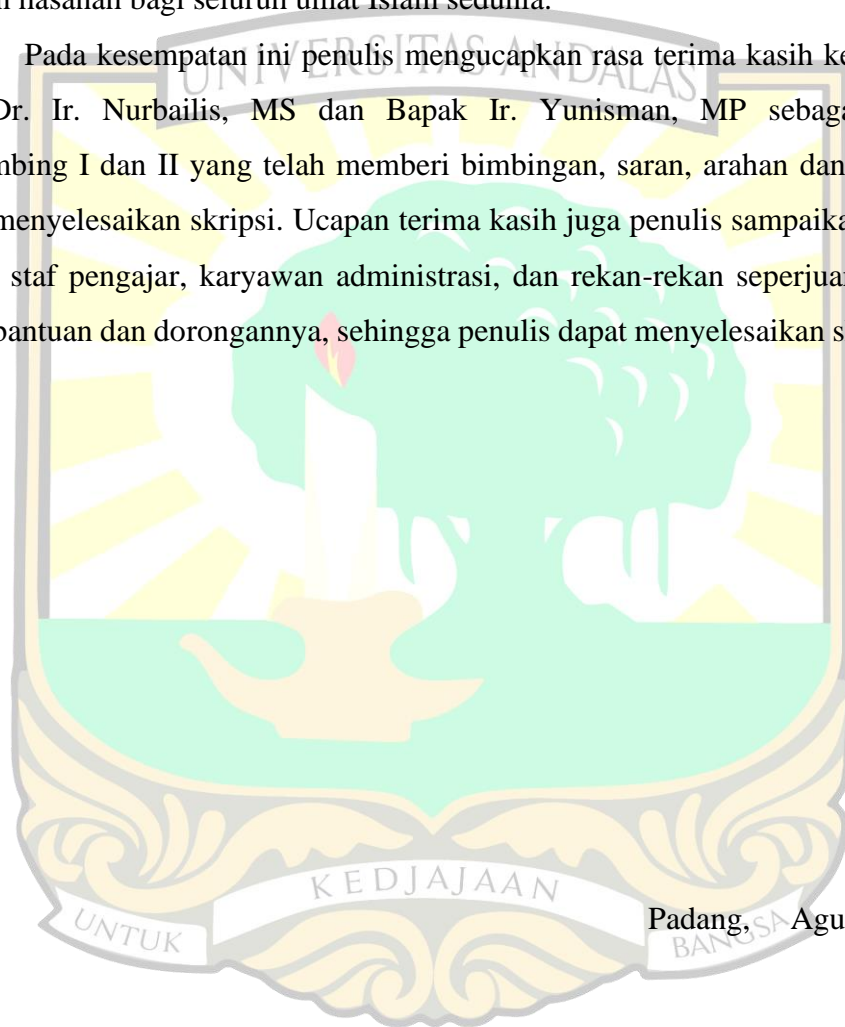 n hasanah bagi seluruh umat Islam sedunia.
Pada kesempatan ini penulis mengucapkan rasa terima kasih ke
Dr. Ir. Nurbailis, MS dan Bapak Ir. Yunisman, MP sebaga
mbing I dan II yang telah memberi bimbingan, saran, arahan dan
menyelesaikan skripsi. Ucapan terima kasih juga penulis sampaika
staf pengajar, karyawan administrasi, dan rekan-rekan seperjua
bantuan dan dorongannya, sehingga penulis dapat menyelesaikan s
UNIVERSITAS ANDALAS
Padang, Agu
UNTUK KEDJAJAAN BANGSA